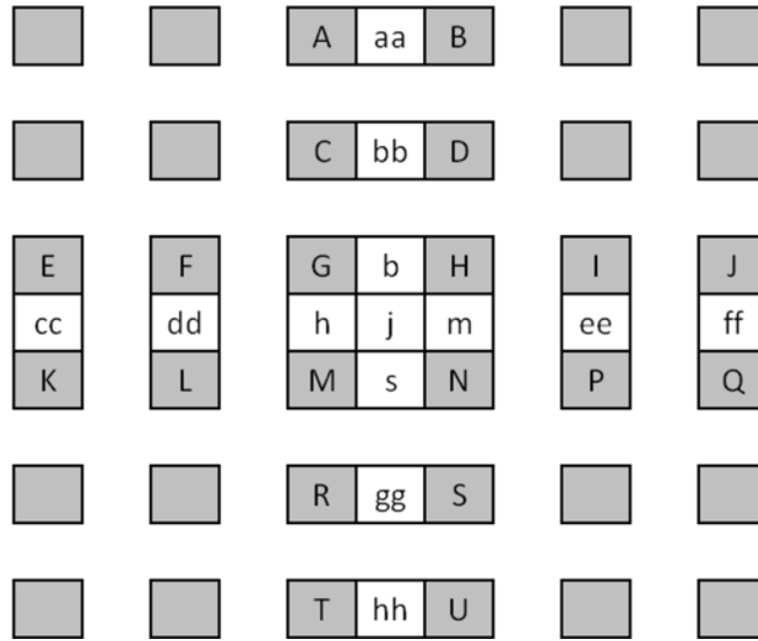 A aa B
C bb D
E F G b H I J
cc dd h j m ee ff
K L M s N P Q
R gg S
T hh U